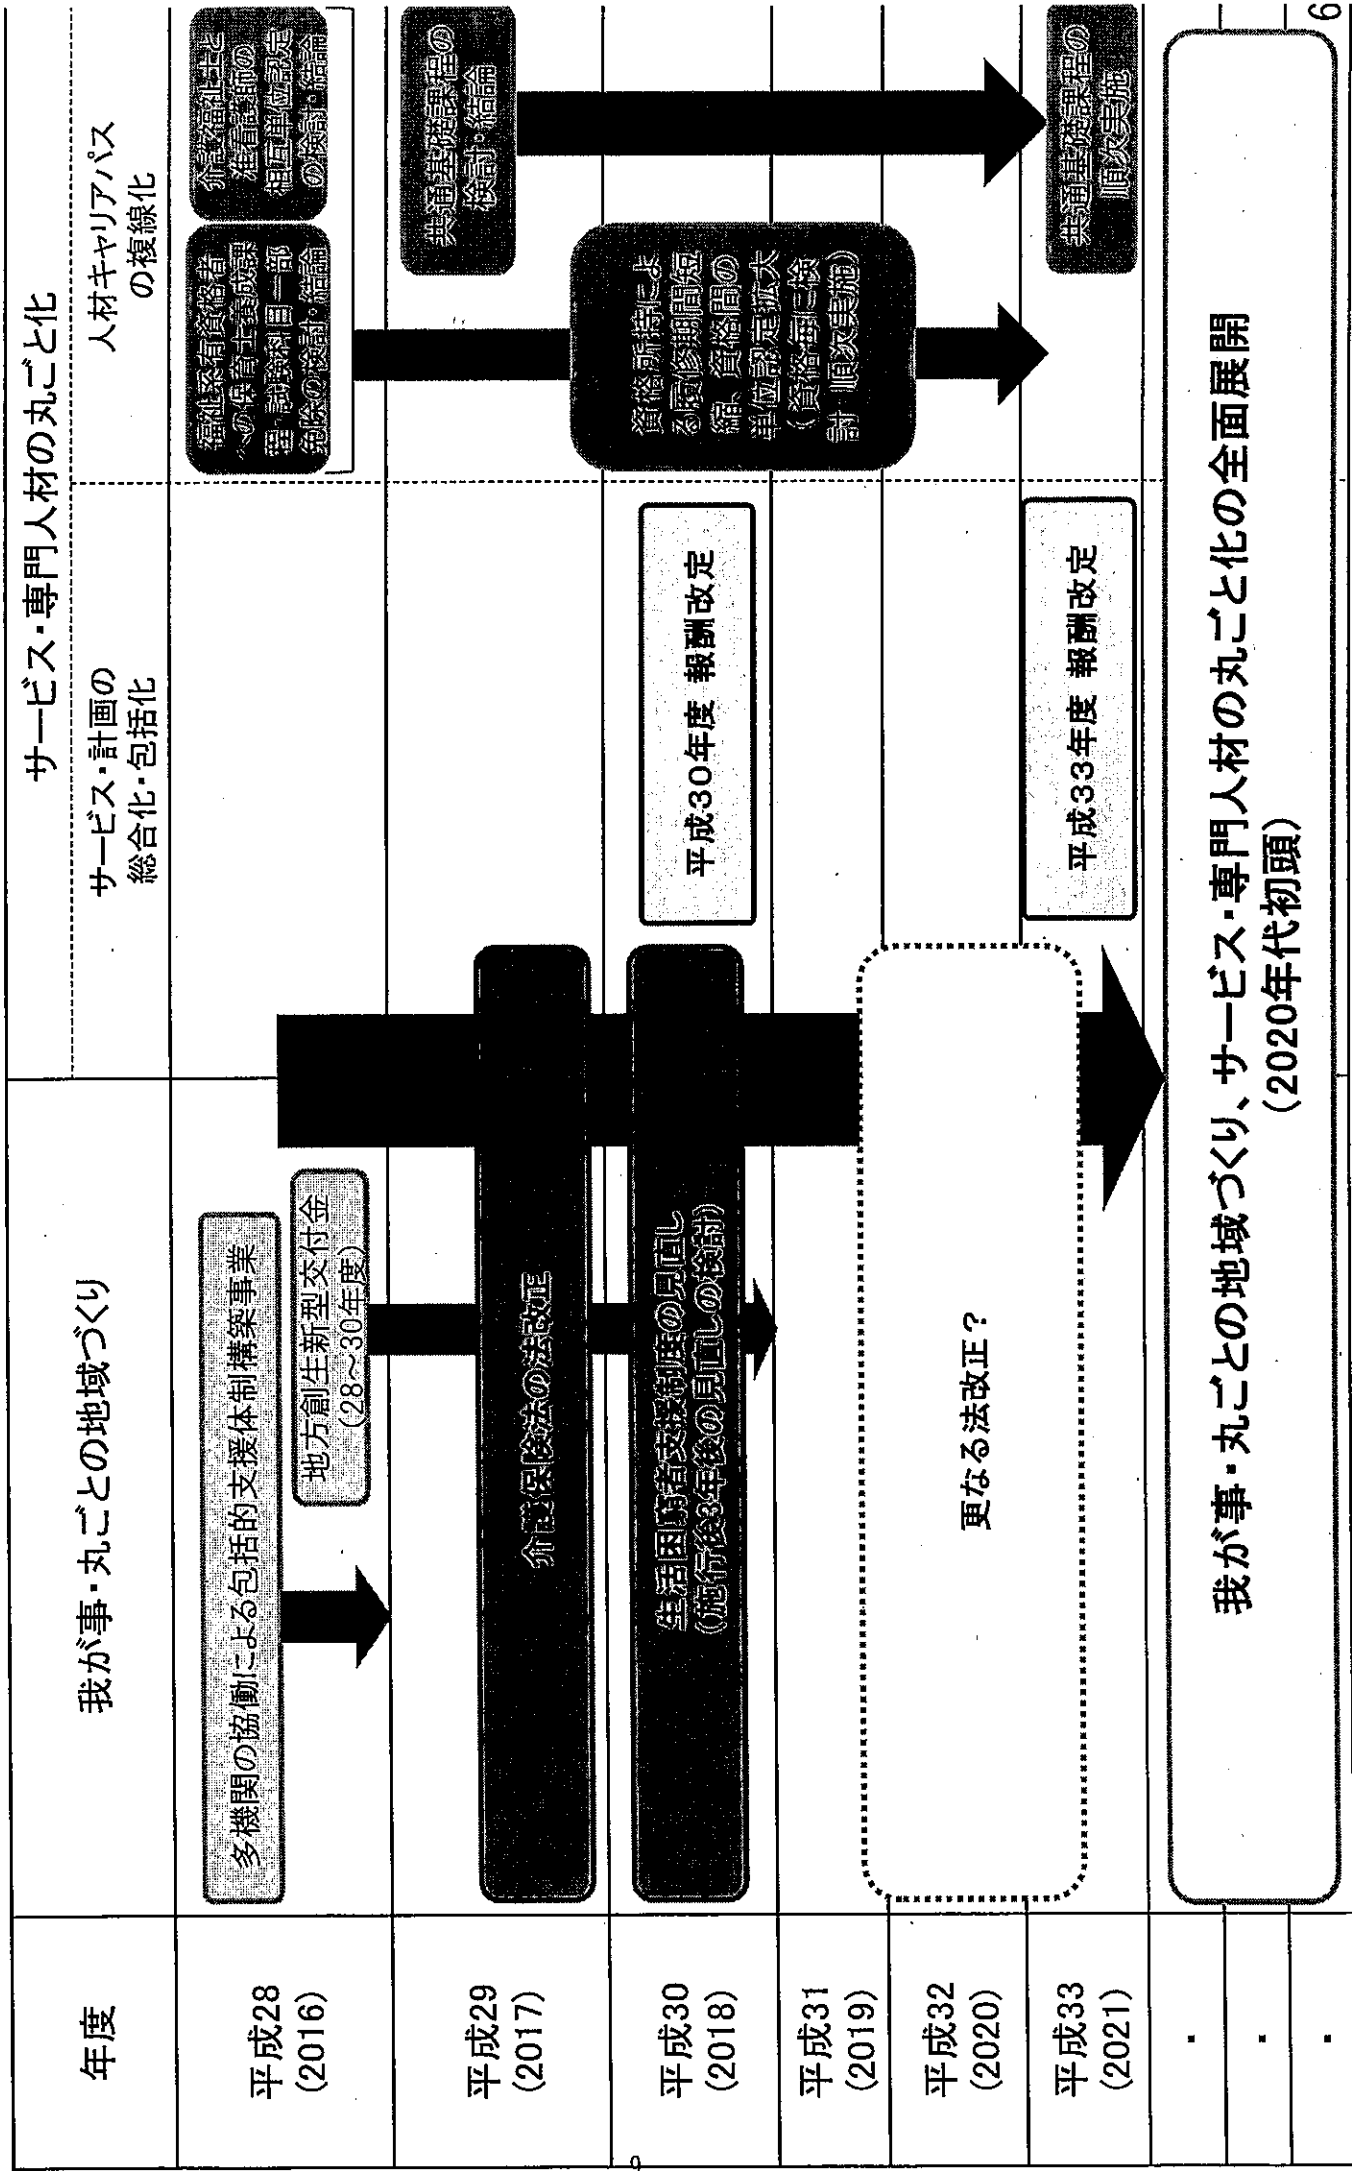 年度
我が事・丸ごとの地域づくり
サービス・専門人材の丸ごと化
サービス・計画の
総合化・包括化
人材キャリアパス
の複線化
平成28
(2016)
多機関の協働による包括的支援体制構築事業
地方創生新型交付金
(28～30年度)
福祉系有資格者
への保育士養成課
程・試験科目一部
免除の検討・結論
介護福祉士と
准看護師の
相互単位認定
の検討・結論
平成29
(2017)
介護保険法の法改正
共通基礎課程の
検討・結論
平成30
(2018)
生活困窮者支援制度の見直し
(施行後3年後の見直しの検討)
平成30年度 報酬改定
資格所持によ
る履修期間短
縮、資格間の
単位認定拡大
(資格毎に検
討・順次実施)
平成31
(2019)
平成32
(2020)
更なる法改正？
平成33
(2021)
平成33年度 報酬改定
共通基礎課程の
順次実施
・
・
・
我が事・丸ごとの地域づくり、サービス・専門人材の丸ごと化の全面展開
(2020年代初頭)
6
9